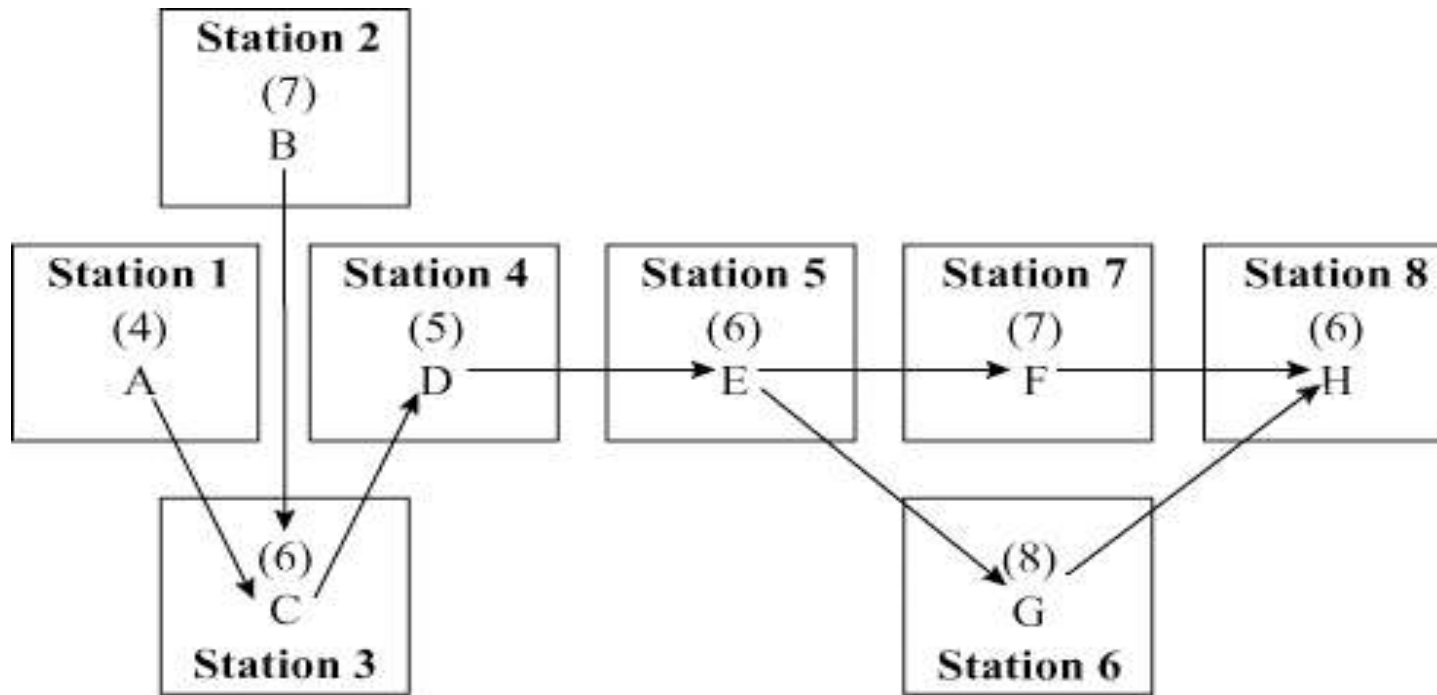 Station 2
(7)
B
Station 1
(4)
A
Station 4
(5)
D
Station 5
(6)
E
Station 7
(7)
F
Station 8
(6)
H
(6)
C
Station 3
(8)
G
Station 6